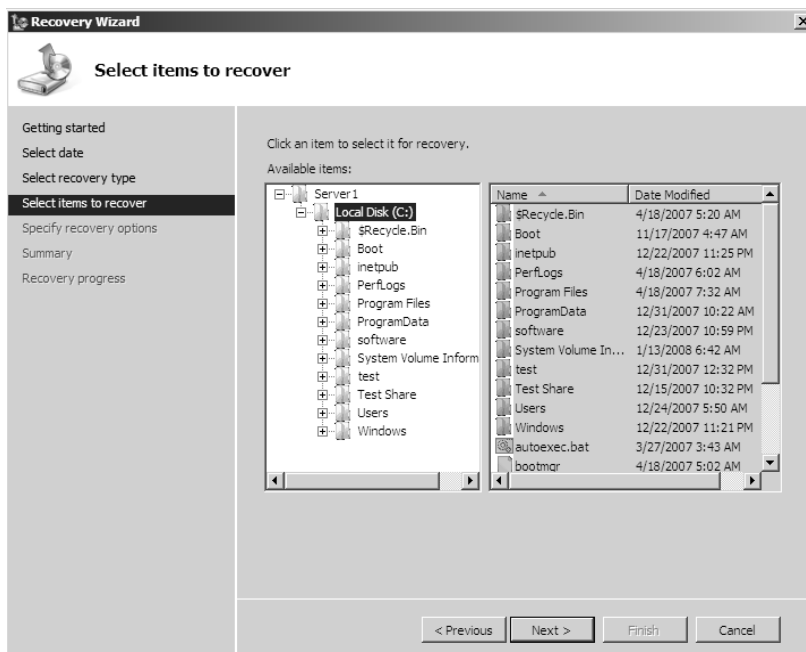 Recovery Wizard
Select items to recover
Getting started
Select date
Select recovery type
Select items to recover
Specify recovery options
Summary
Recovery progress
Click an item to select it for recovery.
Available items:
Server1
Local Disk (C:)
$Recycle.Bin
Boot
inetpub
PerfLogs
Program Files
ProgramData
software
System Volume Inform
test
Test Share
Users
Windows
Name Date Modified
$Recycle.Bin 4/18/2007 5:20 AM
Boot 11/17/2007 4:47 AM
inetpub 12/22/2007 11:25 PM
PerfLogs 4/18/2007 6:02 AM
Program Files 4/18/2007 7:32 AM
ProgramData 12/31/2007 10:22 AM
software 12/23/2007 10:59 PM
System Volume In... 1/13/2008 6:42 AM
test 12/31/2007 12:32 PM
Test Share 12/15/2007 10:32 PM
Users 12/24/2007 5:50 AM
Windows 12/22/2007 11:21 PM
autoexec.bat 3/27/2007 3:43 AM
bootmgr 4/18/2007 5:02 AM
< Previous Next > Finish Cancel